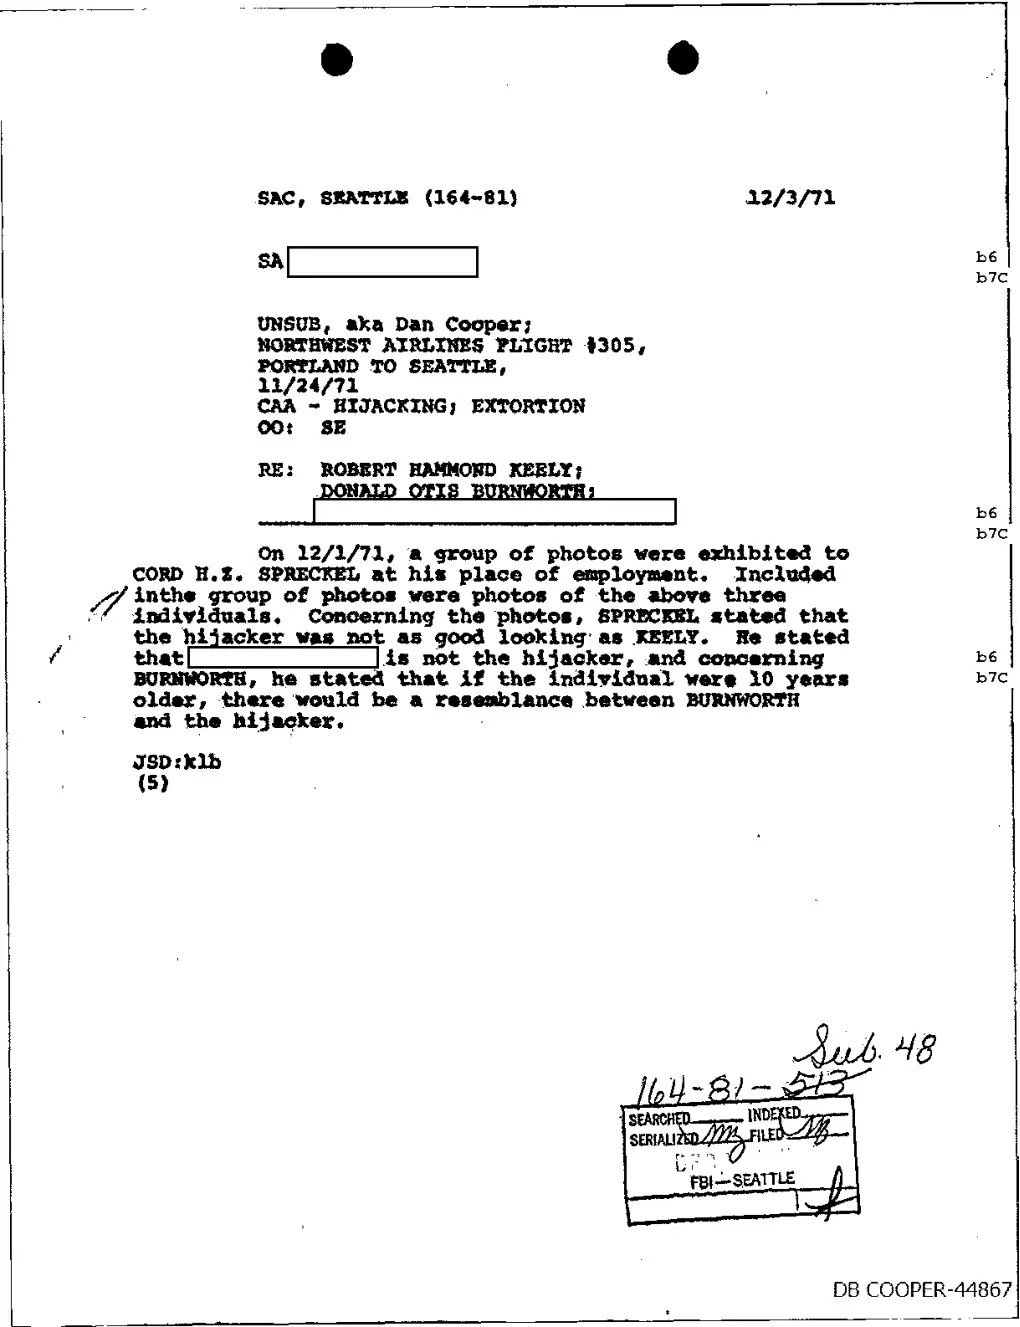 SAC, SEATTLE (164-81) 12/3/71
SA
b6
b7C
UNSUB, aka Dan Cooper;
NORTHWEST AIRLINES FLIGHT #305,
PORTLAND TO SEATTLE,
11/24/71
CAA - HIJACKING; EXTORTION
OO: SE
RE: ROBERT HAMMOND KEELY;
DONALD OTIS BURNWORTH;
b6
b7C
On 12/1/71, a group of photos were exhibited to
CORD H.Z. SPRECKEL at his place of employment. Included
inthe group of photos were photos of the above three
individuals. Concerning the photos, SPRECKEL stated that
the hijacker was not as good looking as KEELY. He stated
that is not the hijacker, and concerning
b6
BURNWORTH, he stated that if the individual were 10 years
b7C
older, there would be a resemblance between BURNWORTH
and the hijacker.
JSD:klb
(5)
Sub. 48
164-81-513
SEARCHED INDEXED
SERIALIZED FILED
FBI-SEATTLE
DB COOPER-44867